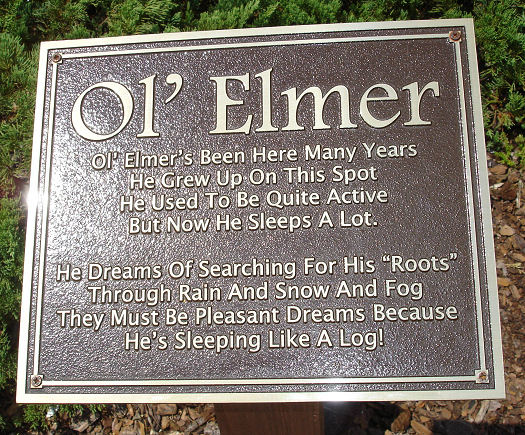 Ol' Elmer
Ol' Elmer's Been Here Many Years
He Grew Up On This Spot
He Used To Be Quite Active
But Now He Sleeps A Lot.
He Dreams Of Searching For His "Roots"
Through Rain And Snow And Fog
They Must Be Pleasant Dreams Because
He's Sleeping Like A Log!